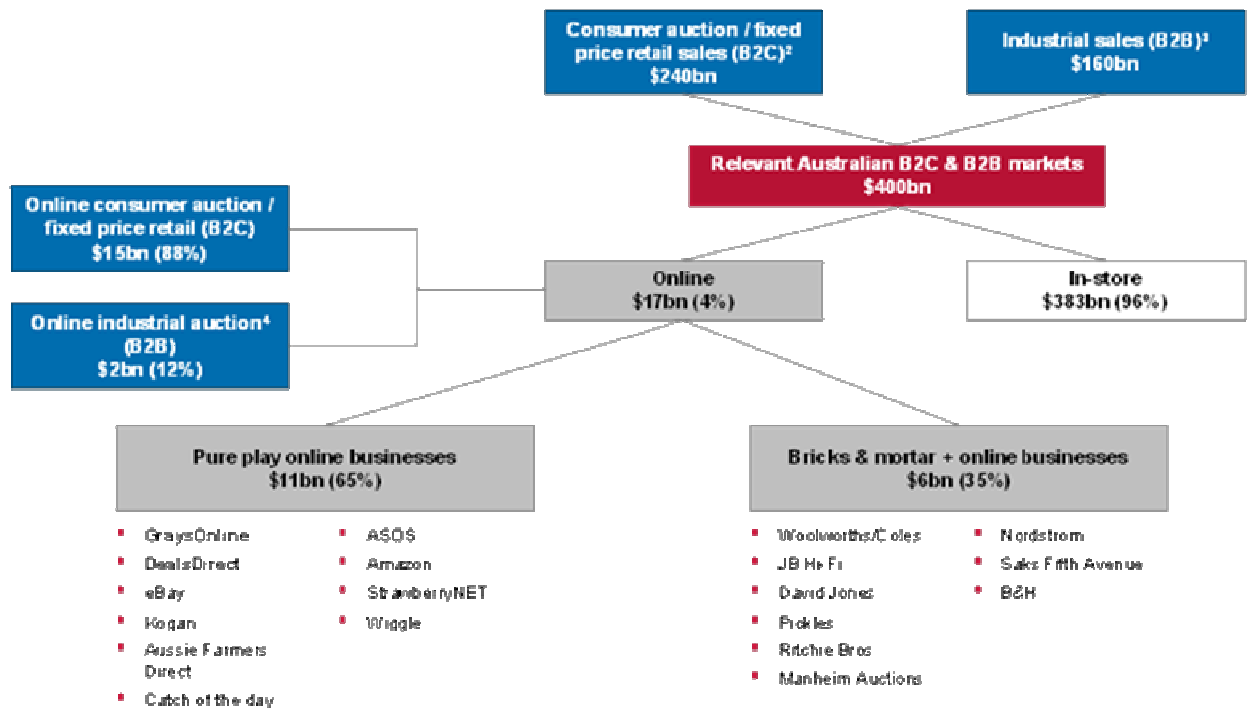 Consumer auction / fixed
price retail sales (B2C)²
$240bn
Industrial sales (B2B)³
$160bn
Relevant Australian B2C & B2B markets
$400bn
Online consumer auction /
fixed price retail (B2C)
$15bn (88%)
Online
$17bn (4%)
In-store
$383bn (96%)
Online industrial auction⁴
(B2B)
$2bn (12%)
Pure play online businesses
$11bn (65%)
Bricks & mortar + online businesses
$6bn (35%)
GraysOnline
DealsDirect
eBay
Kogan
Aussie Farmers
Direct
Catch of the day
ASOS
Amazon
StrawberryNET
Wiggle
Woolworths/Coles
JB Hi-Fi
David Jones
Pickles
Ritchie Bros
Manheim Auctions
Nordstrom
Saks Fifth Avenue
B&H